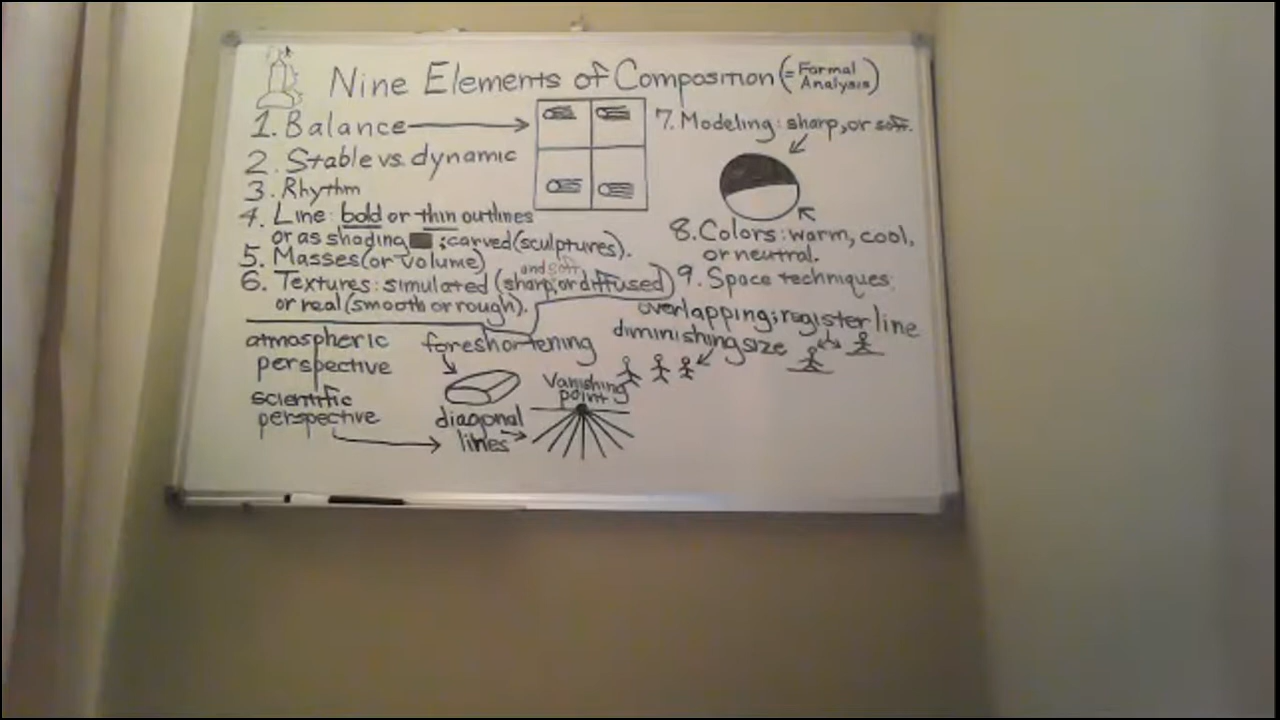 Nine Elements of Composition (= Formal Analysis)
1. Balance
2. Stable vs. dynamic
3. Rhythm
4. Line: bold or thin outlines
or as shading ; carved (sculptures).
5. Masses (or volume)
6. Textures: simulated (sharp, or diffused)
and soft
or real (smooth or rough).
7. Modeling: sharp, or soft.
8. Colors: warm, cool,
or neutral.
9. Space techniques:
overlapping; register line
diminishing size
foreshortening
atmospheric
perspective
scientific
perspective
diagonal
lines
Vanishing
point